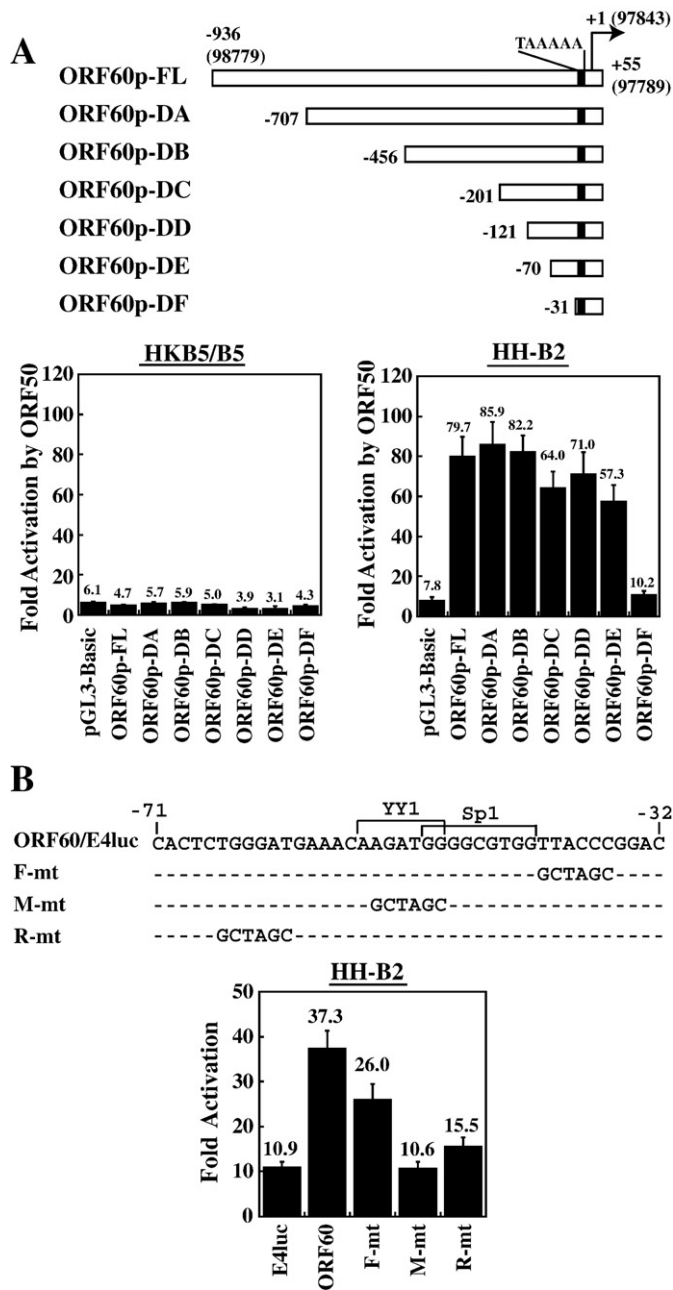 A
-936
(98779)
+1 (97843)
TAAAAA
+55
(97789)
ORF60p-FL
ORF60p-DA
-707
ORF60p-DB
-456
ORF60p-DC
-201
ORF60p-DD
-121
ORF60p-DE
-70
ORF60p-DF
-31
HKB5/B5
Fold Activation by ORF50
120
100
80
60
40
20
0
6.1
4.7
5.7
5.9
5.0
3.9
3.1
4.3
pGL3-Basic
ORF60p-FL
ORF60p-DA
ORF60p-DB
ORF60p-DC
ORF60p-DD
ORF60p-DE
ORF60p-DF
HH-B2
Fold Activation by ORF50
120
100
80
60
40
20
0
7.8
79.7
85.9
82.2
64.0
71.0
57.3
10.2
pGL3-Basic
ORF60p-FL
ORF60p-DA
ORF60p-DB
ORF60p-DC
ORF60p-DD
ORF60p-DE
ORF60p-DF
B
-71
YY1
Sp1
-32
ORF60/E4luc CACTCTGGGATGAAACAAGATGGGGCGTGGTTACCCGGAC
F-mt ------------------------------GCTAGC----
M-mt -----------------GCTAGC-----------------
R-mt -----GCTAGC-----------------------------
HH-B2
Fold Activation
50
40
30
20
10
0
10.9
37.3
26.0
10.6
15.5
E4luc
ORF60
F-mt
M-mt
R-mt